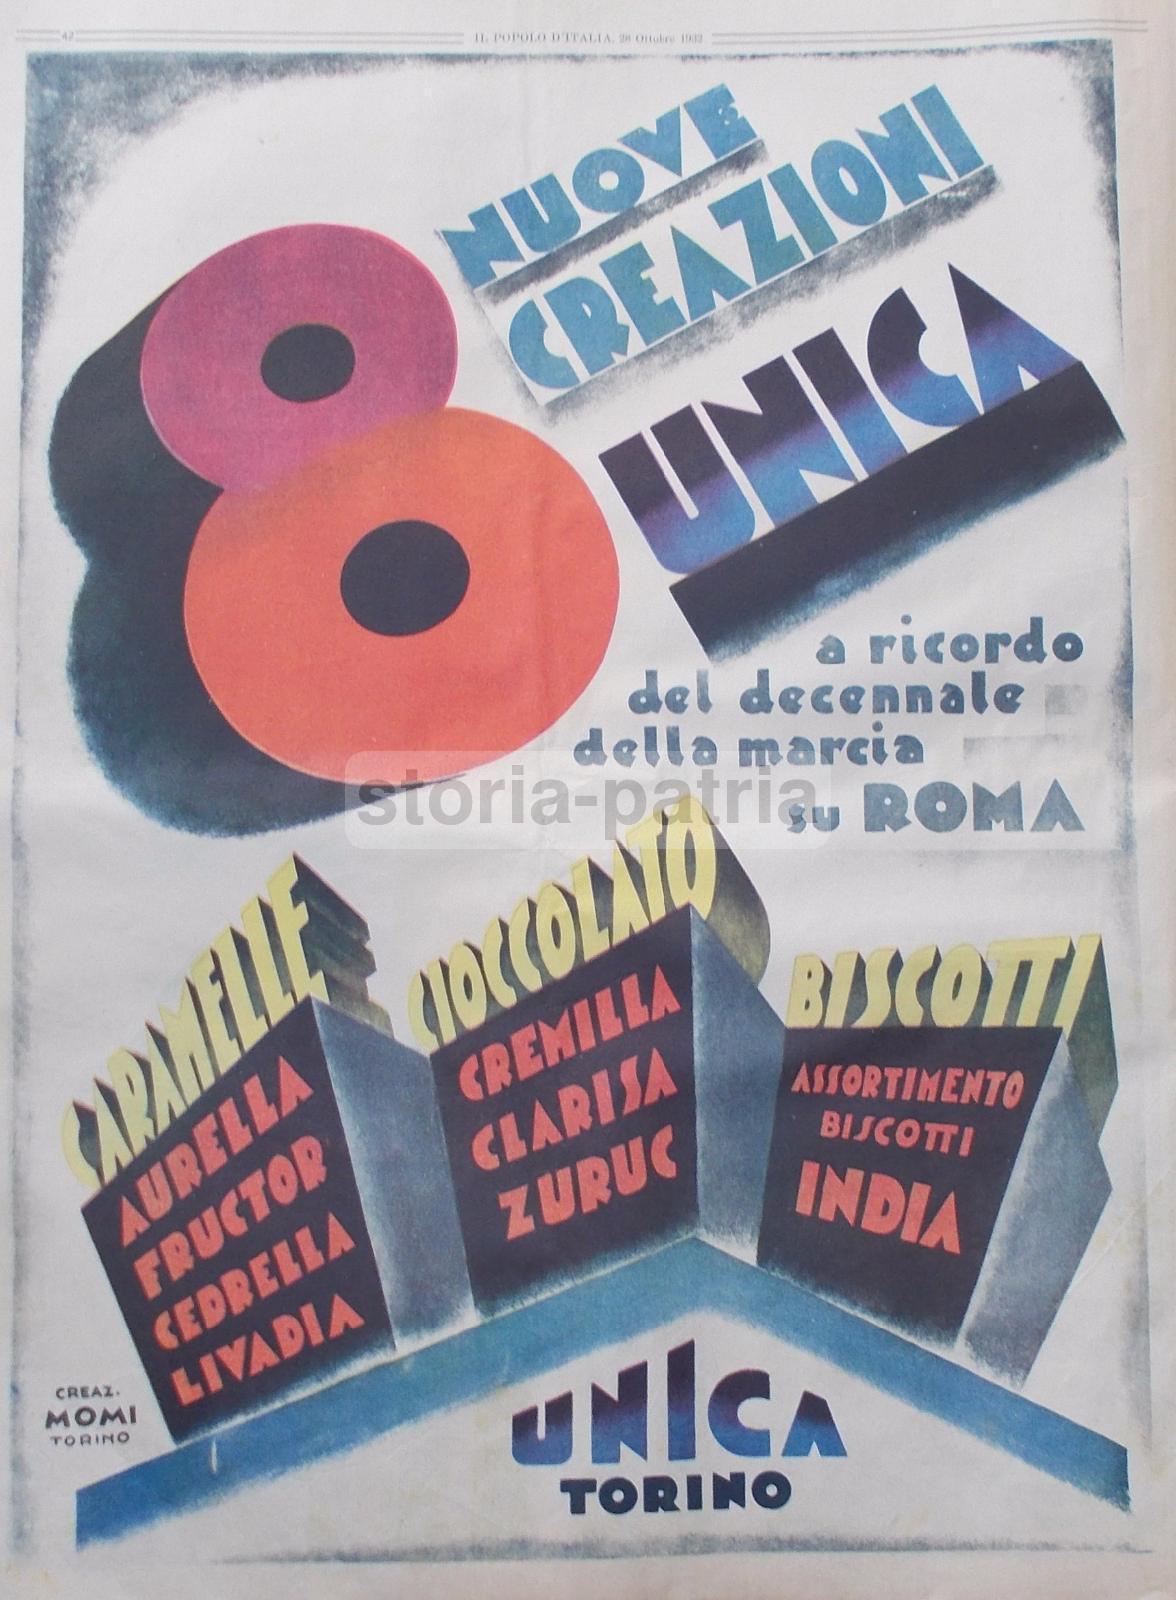 42
IL POPOLO D'ITALIA. 28 Ottobre 1932
8
NUOVE
CREAZIONI
UNICA
a ricordo
del decennale
della marcia
su ROMA
storia-patria
CARAMELLE
AURELLA
FRUCTOR
CEDRELLA
LIVADIA
CIOCCOLATO
CREMILLA
CLARISA
ZURUC
BISCOTTI
ASSORTIMENTO
BISCOTTI
INDIA
CREAZ.
MOMI
TORINO
UNICA
TORINO